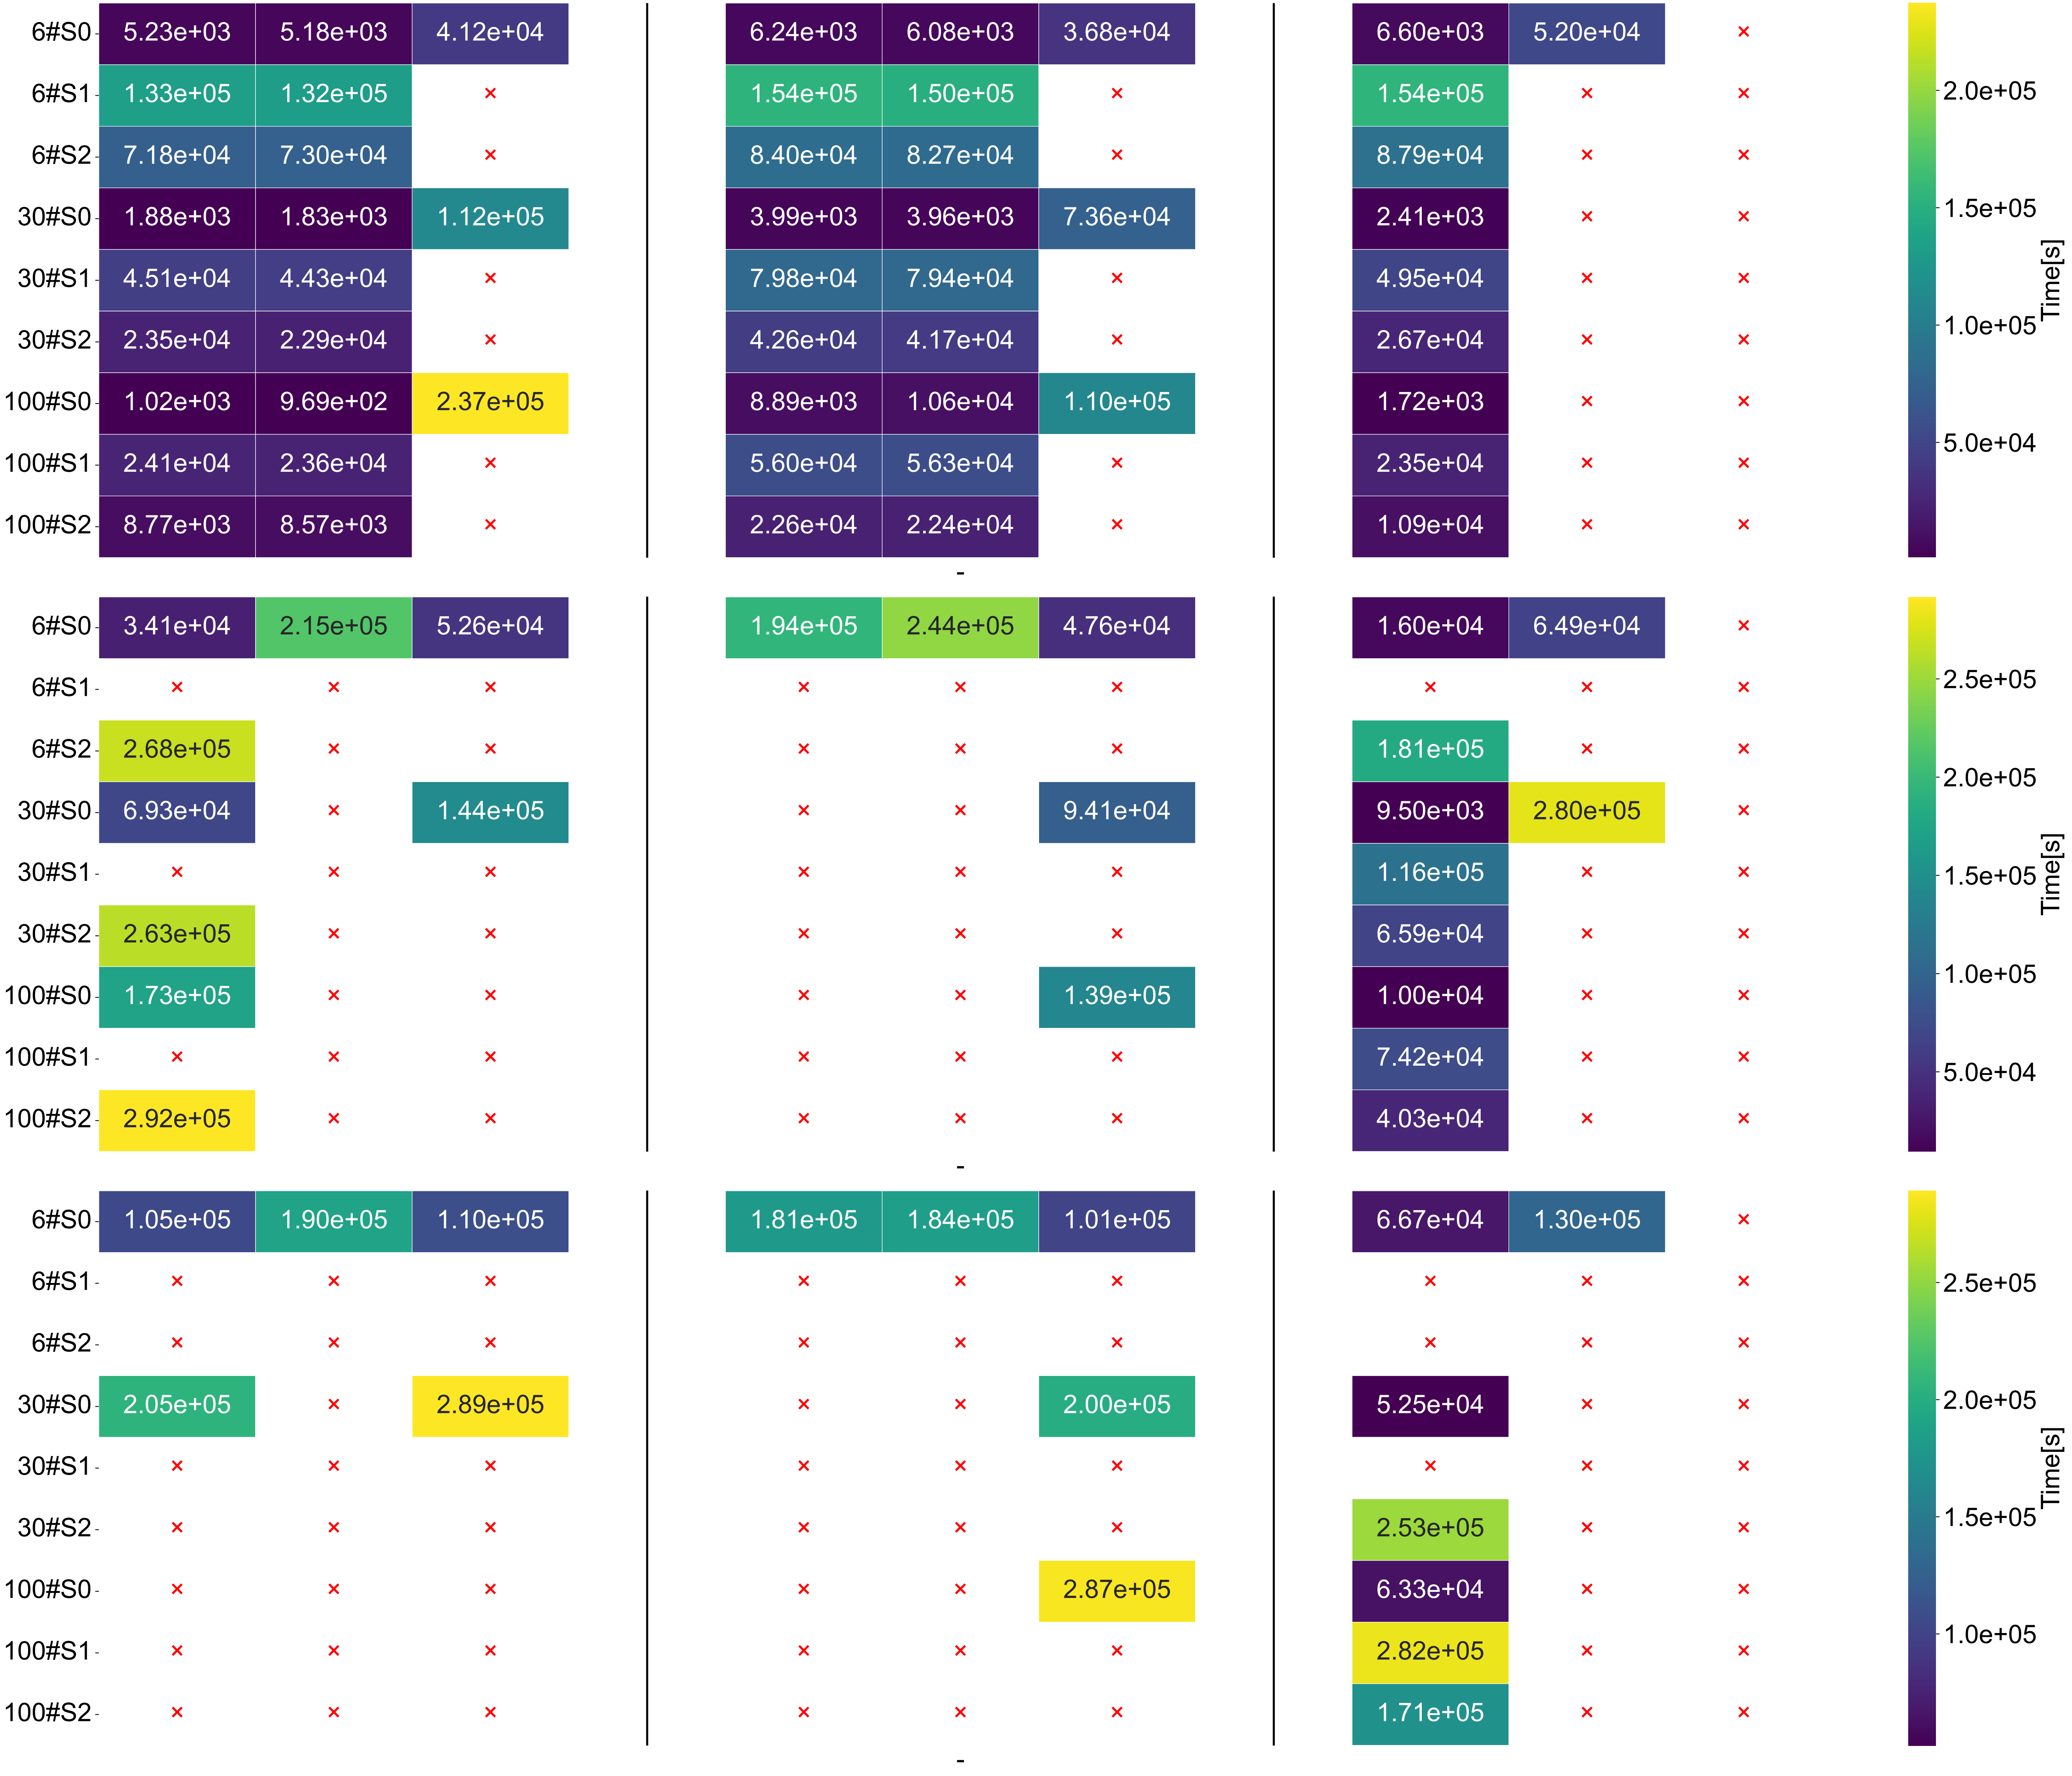 6#S0 5.23e+03 5.18e+03 4.12e+04 6.24e+03 6.08e+03 3.68e+04 6.60e+03 5.20e+04 ×
6#S1 1.33e+05 1.32e+05 × 1.54e+05 1.50e+05 × 1.54e+05 × × 2.0e+05
6#S2 7.18e+04 7.30e+04 × 8.40e+04 8.27e+04 × 8.79e+04 × ×
30#S0 1.88e+03 1.83e+03 1.12e+05 3.99e+03 3.96e+03 7.36e+04 2.41e+03 × × 1.5e+05
30#S1 4.51e+04 4.43e+04 × 7.98e+04 7.94e+04 × 4.95e+04 × × Time[s]
30#S2 2.35e+04 2.29e+04 × 4.26e+04 4.17e+04 × 2.67e+04 × × 1.0e+05
100#S0 1.02e+03 9.69e+02 2.37e+05 8.89e+03 1.06e+04 1.10e+05 1.72e+03 × ×
100#S1 2.41e+04 2.36e+04 × 5.60e+04 5.63e+04 × 2.35e+04 × × 5.0e+04
100#S2 8.77e+03 8.57e+03 × 2.26e+04 2.24e+04 × 1.09e+04 × ×
-
6#S0 3.41e+04 2.15e+05 5.26e+04 1.94e+05 2.44e+05 4.76e+04 1.60e+04 6.49e+04 ×
6#S1 × × × × × × × × × 2.5e+05
6#S2 2.68e+05 × × × × × 1.81e+05 × × 2.0e+05
30#S0 6.93e+04 × 1.44e+05 × × 9.41e+04 9.50e+03 2.80e+05 ×
30#S1 × × × × × × 1.16e+05 × × 1.5e+05 Time[s]
30#S2 2.63e+05 × × × × × 6.59e+04 × ×
100#S0 1.73e+05 × × × × 1.39e+05 1.00e+04 × × 1.0e+05
100#S1 × × × × × × 7.42e+04 × × 5.0e+04
100#S2 2.92e+05 × × × × × 4.03e+04 × ×
-
6#S0 1.05e+05 1.90e+05 1.10e+05 1.81e+05 1.84e+05 1.01e+05 6.67e+04 1.30e+05 ×
6#S1 × × × × × × × × × 2.5e+05
6#S2 × × × × × × × × ×
30#S0 2.05e+05 × 2.89e+05 × × 2.00e+05 5.25e+04 × × 2.0e+05
30#S1 × × × × × × × × × Time[s]
30#S2 × × × × × × 2.53e+05 × × 1.5e+05
100#S0 × × × × × 2.87e+05 6.33e+04 × ×
100#S1 × × × × × × 2.82e+05 × × 1.0e+05
100#S2 × × × × × × 1.71e+05 × ×
-